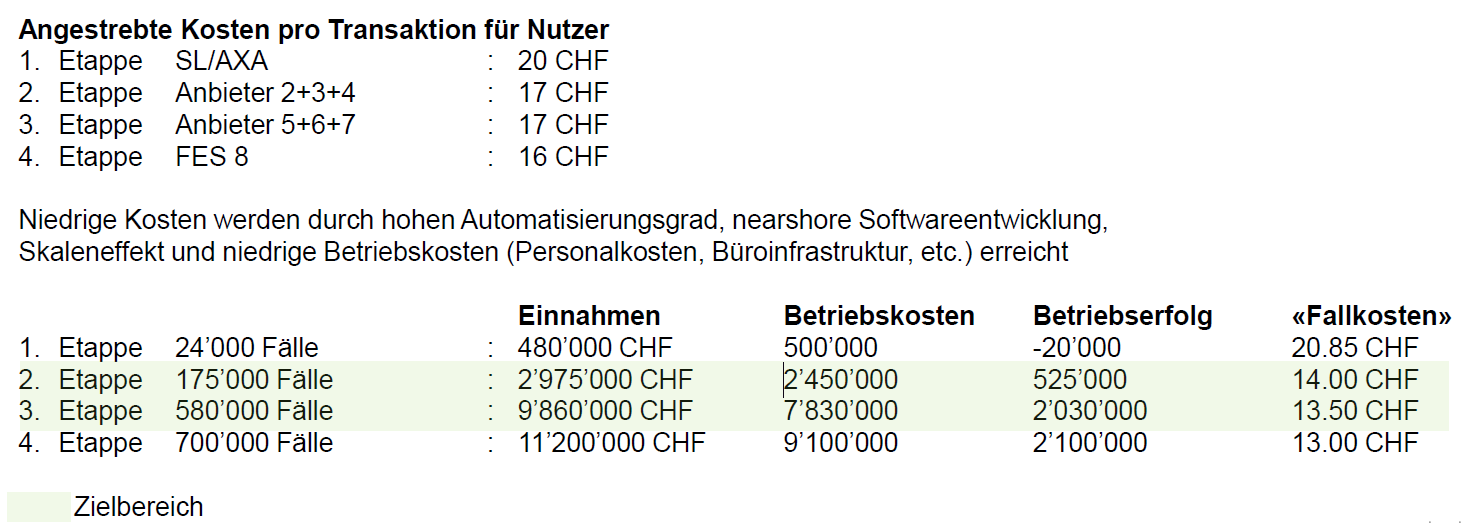 Angestrebte Kosten pro Transaktion für Nutzer
1. Etappe SL/AXA : 20 CHF
2. Etappe Anbieter 2+3+4 : 17 CHF
3. Etappe Anbieter 5+6+7 : 17 CHF
4. Etappe FES 8 : 16 CHF
Niedrige Kosten werden durch hohen Automatisierungsgrad, nearshore Softwareentwicklung,
Skaleneffekt und niedrige Betriebskosten (Personalkosten, Büroinfrastruktur, etc.) erreicht
Einnahmen Betriebskosten Betriebserfolg «Fallkosten»
1. Etappe 24’000 Fälle : 480’000 CHF 500’000 -20’000 20.85 CHF
2. Etappe 175’000 Fälle : 2’975’000 CHF 2’450’000 525’000 14.00 CHF
3. Etappe 580’000 Fälle : 9’860’000 CHF 7’830’000 2’030’000 13.50 CHF
4. Etappe 700’000 Fälle : 11’200’000 CHF 9’100’000 2’100’000 13.00 CHF
Zielbereich